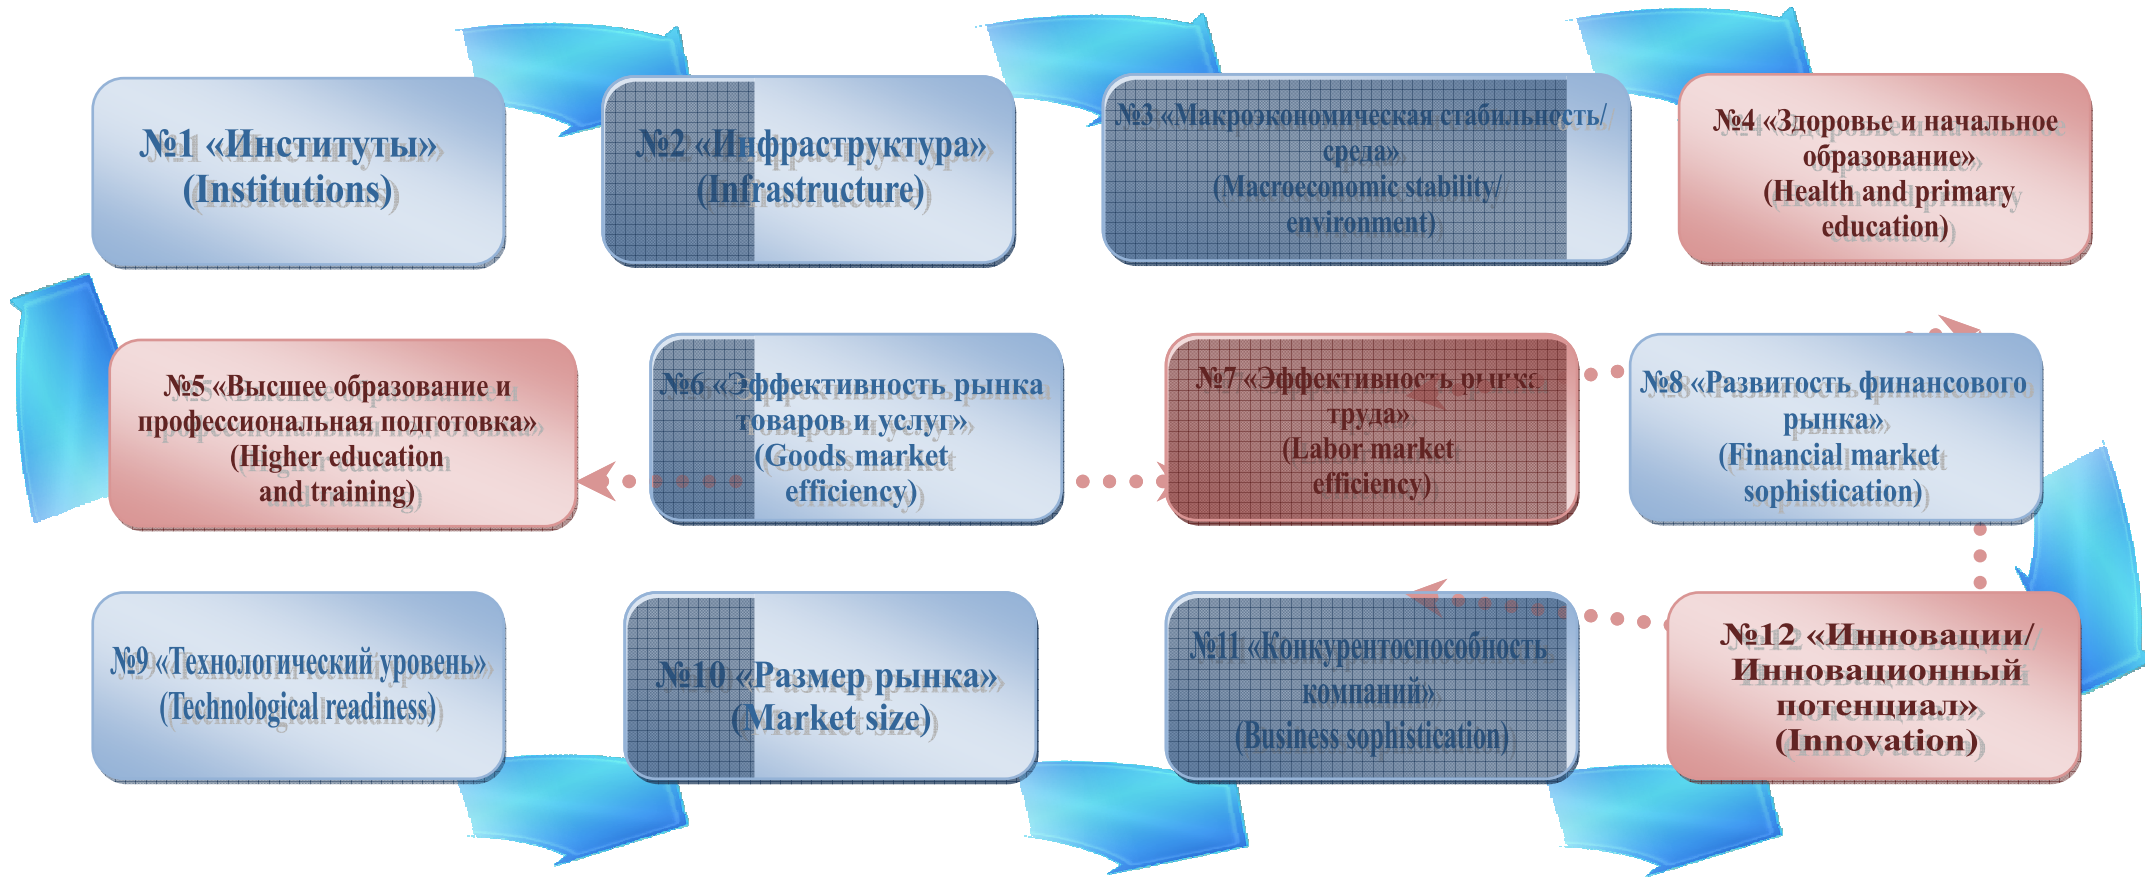 №1 «Институты»
(Institutions)
№2 «Инфраструктура»
(Infrastructure)
№3 «Макроэкономическая стабильность/
среда»
(Macroeconomic stability/
environment)
№4 «Здоровье и начальное
образование»
(Health and primary
education)
№5 «Высшее образование и
профессиональная подготовка»
(Higher education
and training)
№6 «Эффективность рынка
товаров и услуг»
(Goods market
efficiency)
№7 «Эффективность рынка
труда»
(Labor market
efficiency)
№8 «Развитость финансового
рынка»
(Financial market
sophistication)
№9 «Технологический уровень»
(Technological readiness)
№10 «Размер рынка»
(Market size)
№11 «Конкурентоспособность
компаний»
(Business sophistication)
№12 «Инновации/
Инновационный
потенциал»
(Innovation)